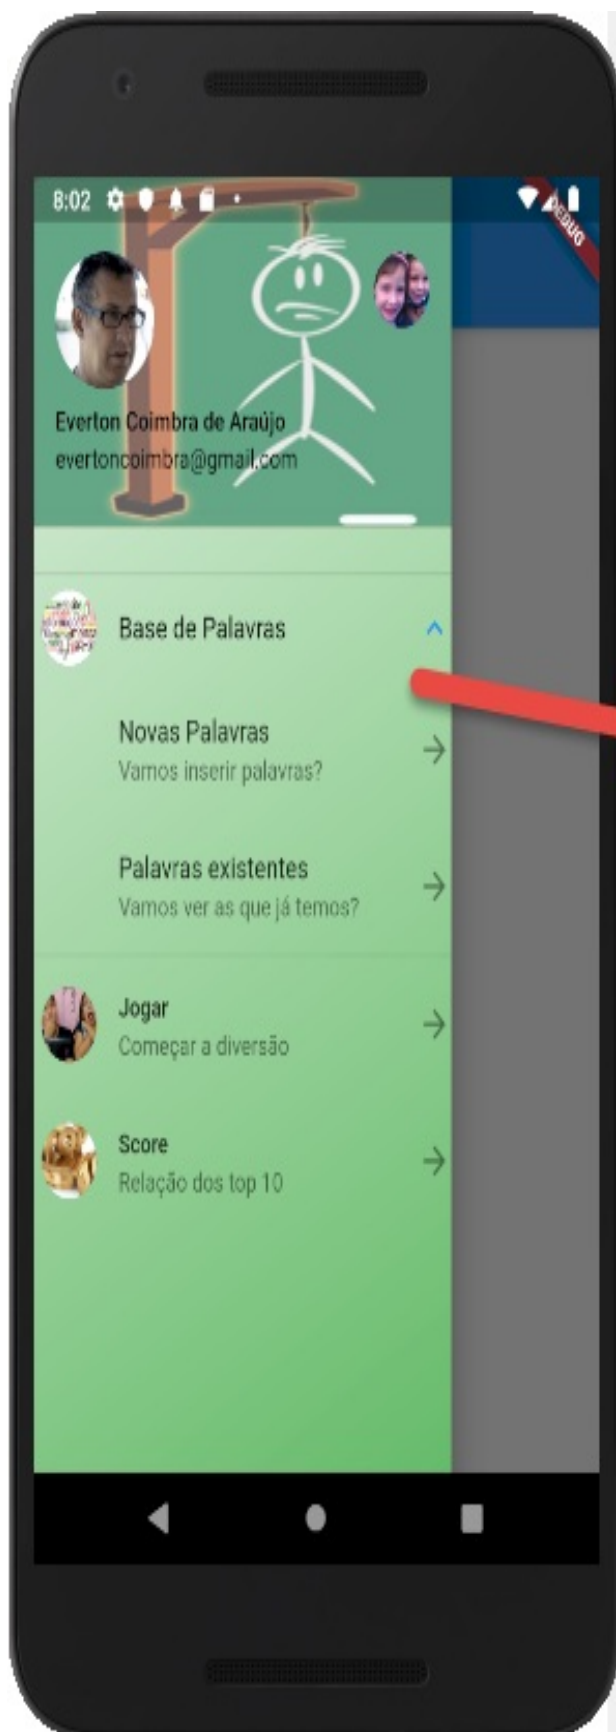 8:02
DEBUG
Everton Coimbra de Araújo
evertoncoimbra@gmail.com
Base de Palavras
Novas Palavras
Vamos inserir palavras?
Palavras existentes
Vamos ver as que já temos?
Jogar
Começar a diversão
Score
Relação dos top 10